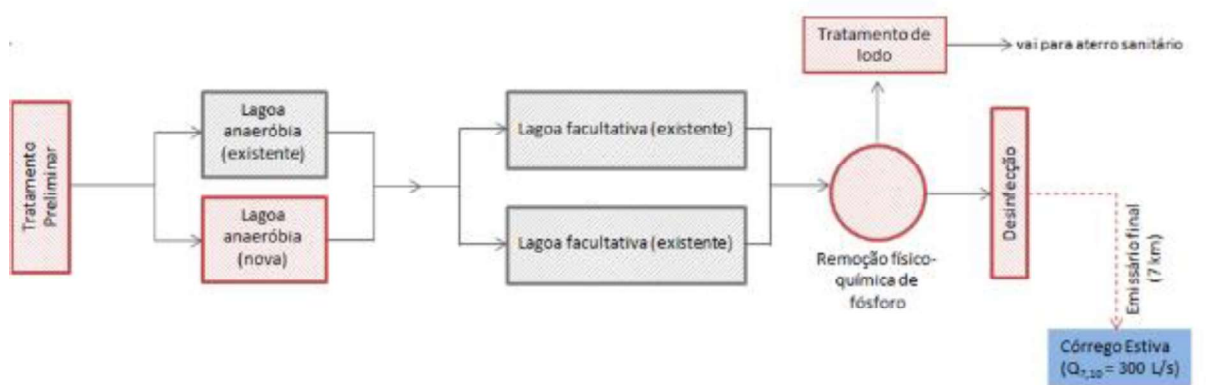 Tratamento
Preliminar
Lagoa
anaeróbia
(existente)
Lagoa
anaeróbia
(nova)
Lagoa facultativa (existente)
Lagoa facultativa (existente)
Tratamento de
lodo
vai para aterro sanitário
Remoção físico-
química de
fósforo
Desinfecção
Emissário final
(7 km)
Córrego Estiva
(Q7,10 = 300 L/s)